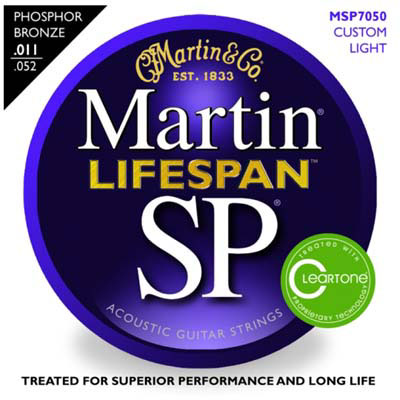 PHOSPHOR
BRONZE
.011
.052
MSP7050
CUSTOM
LIGHT
C.F. Martin & Co.
EST. 1833
®
Martin
LIFESPAN™
SP®
ACOUSTIC GUITAR STRINGS
treated with
CLEARTONE
PROPRIETARY TECHNOLOGY
TREATED FOR SUPERIOR PERFORMANCE AND LONG LIFE